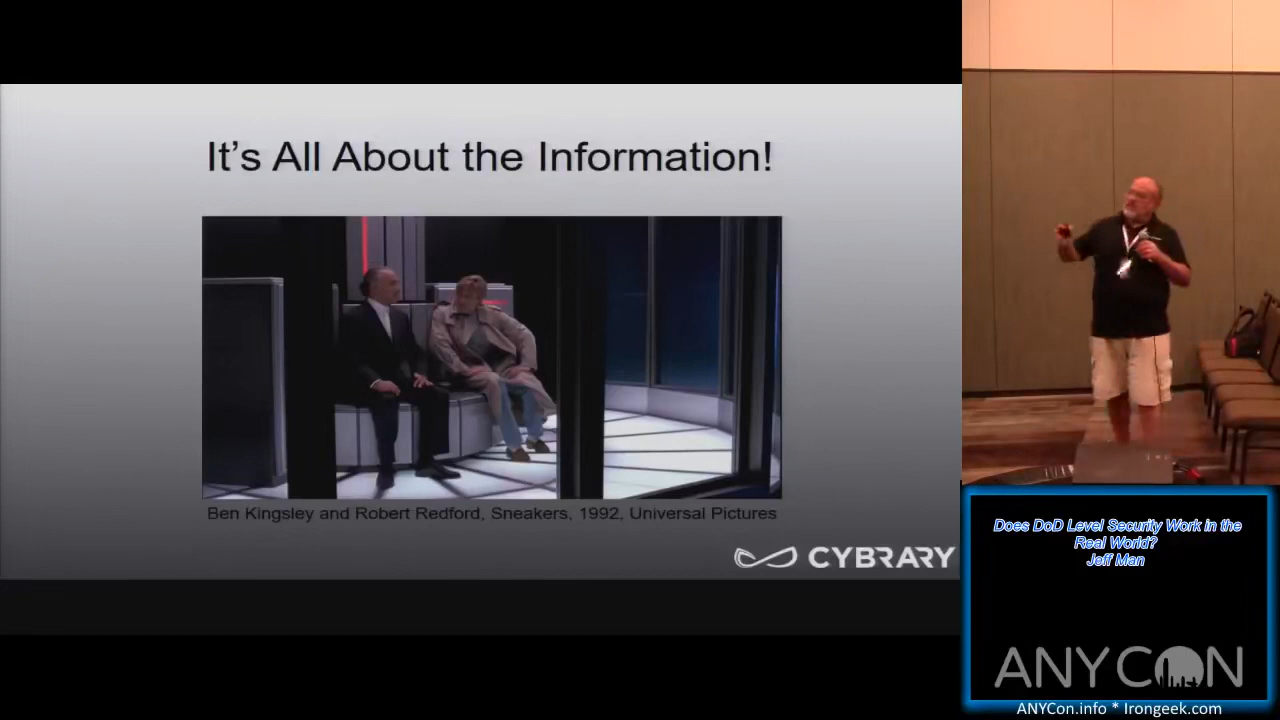 It's All About the Information!
Ben Kingsley and Robert Redford, Sneakers, 1992, Universal Pictures
CYBRARY
Does DoD Level Security Work in the
Real World?
Jeff Man
ANYCON
ANYCon.info * Irongeek.com